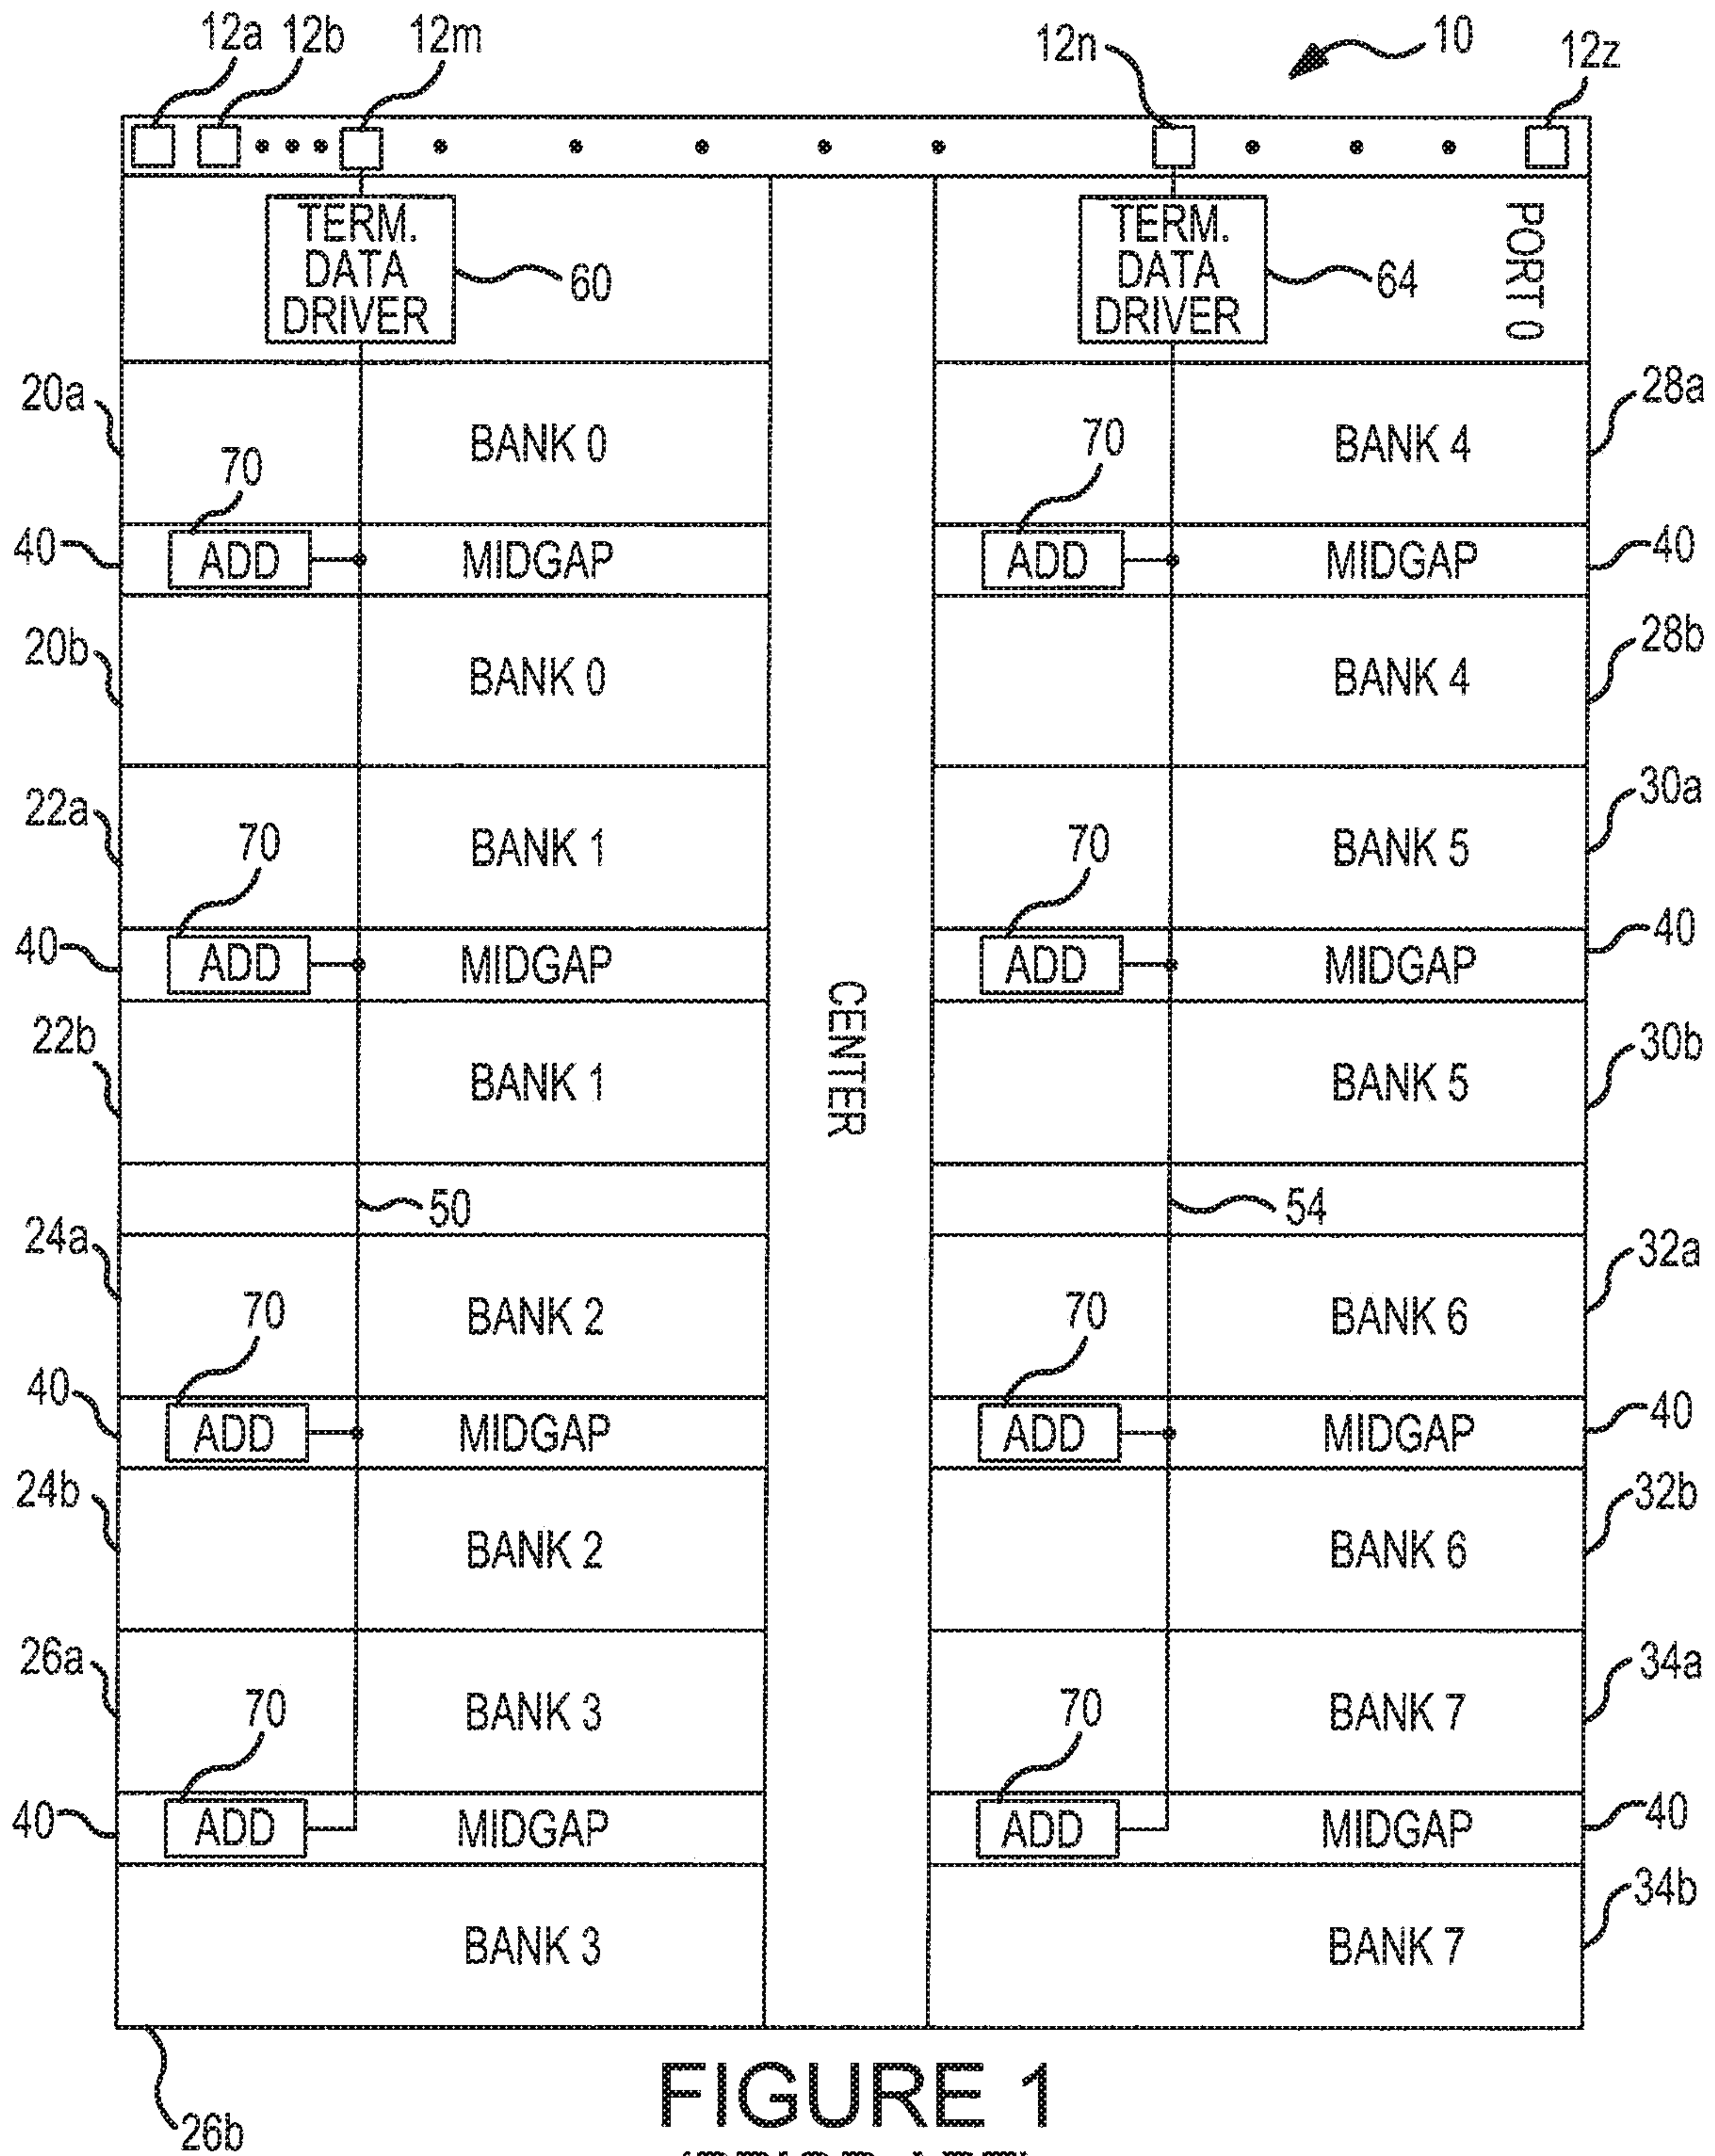 12a 12b 12m 12n 10 12z
TERM.
DATA
DRIVER
60
TERM.
DATA
DRIVER
64
PORT 0
20a BANK 0 BANK 4 28a
70 70
40 ADD MIDGAP ADD MIDGAP 40
20b BANK 0 BANK 4 28b
22a BANK 1 BANK 5 30a
70 70
40 ADD MIDGAP ADD MIDGAP 40
CENTER
22b BANK 1 BANK 5 30b
50 54
24a BANK 2 BANK 6 32a
70 70
40 ADD MIDGAP ADD MIDGAP 40
24b BANK 2 BANK 6 32b
26a BANK 3 BANK 7 34a
70 70
40 ADD MIDGAP ADD MIDGAP 40
BANK 3 BANK 7 34b
26b
FIGURE 1